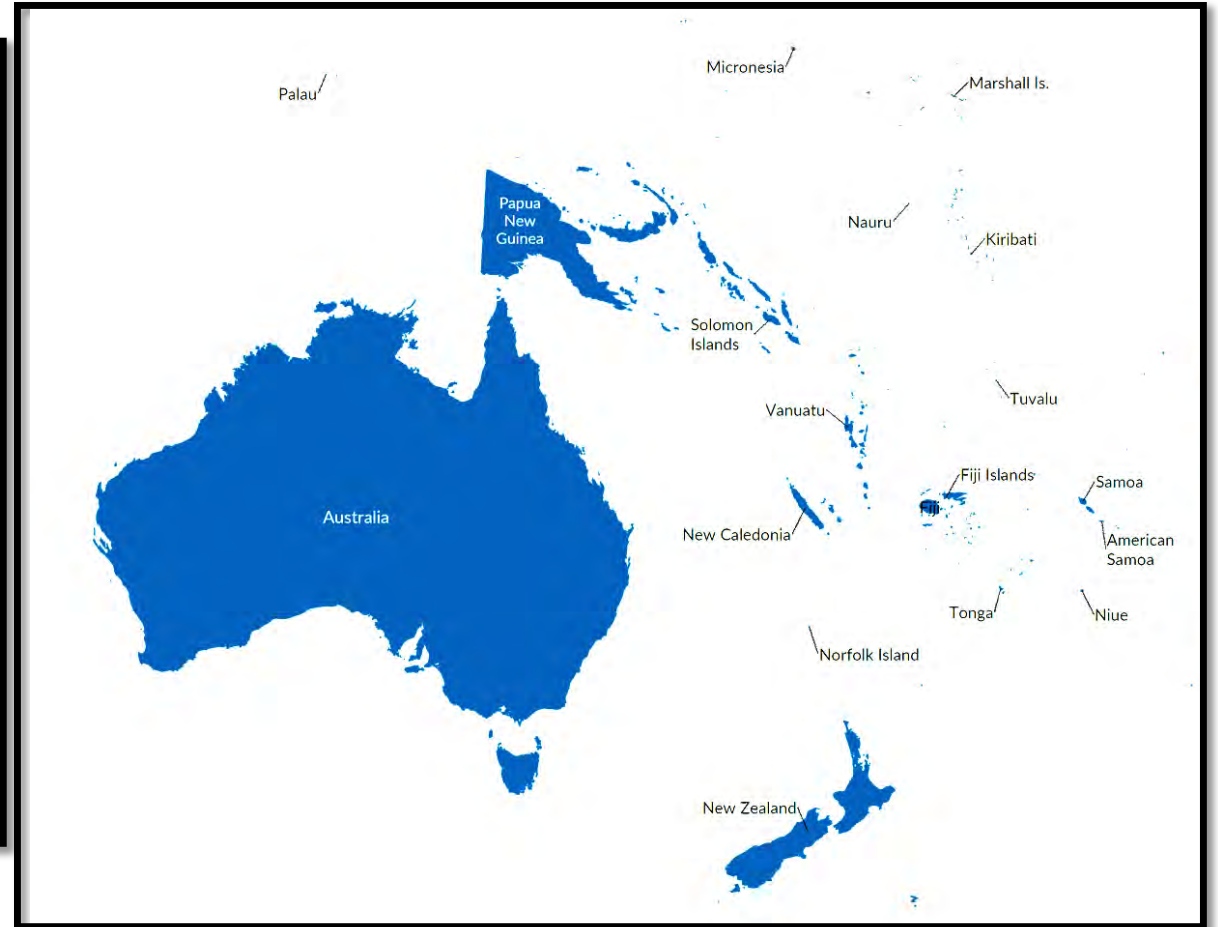 Micronesia
Marshall Is.
Palau
Papua
New
Guinea
Nauru
Kiribati
Solomon
Islands
Tuvalu
Vanuatu
Fiji Islands
Samoa
Fiji
Australia
New Caledonia
American
Samoa
Tonga
Niue
Norfolk Island
New Zealand